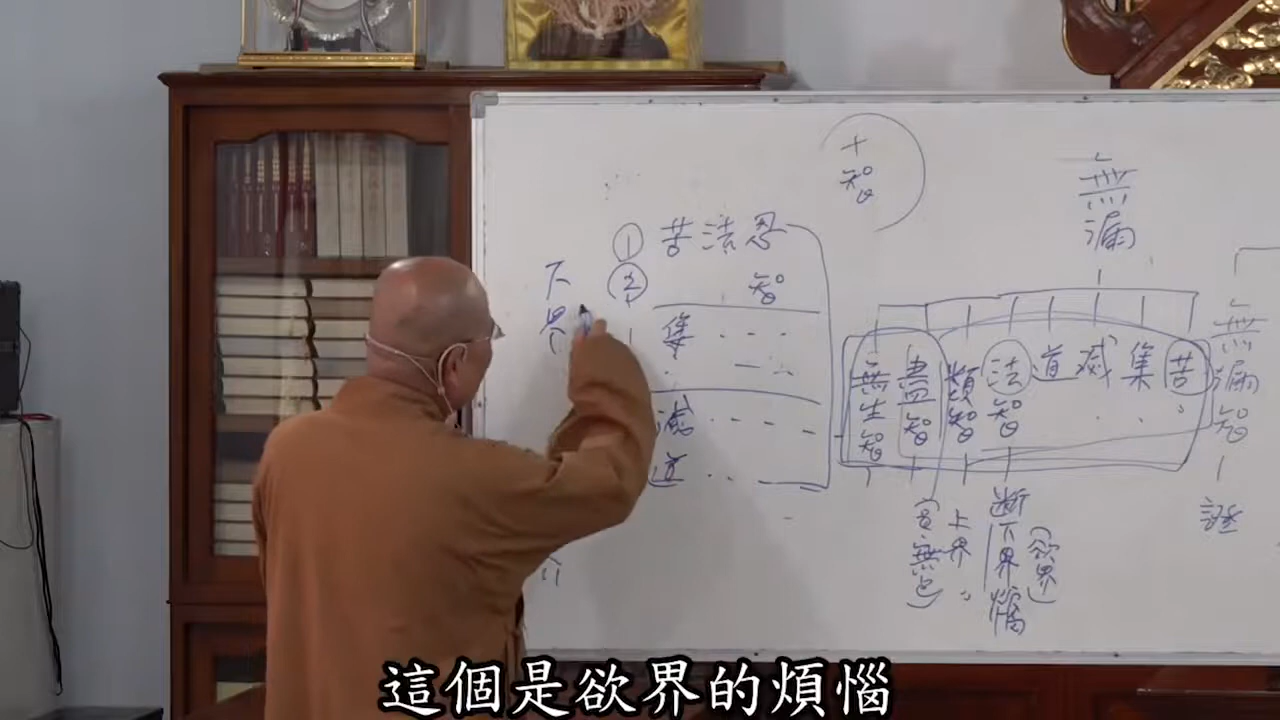 十智
無漏
① 苦法忍
② 智
集
滅
道
下界
無生智
盡智
類智
法智
道
滅
集
苦
無漏智
證
上界
斷下界惱
(欲界)
這個是欲界的煩惱